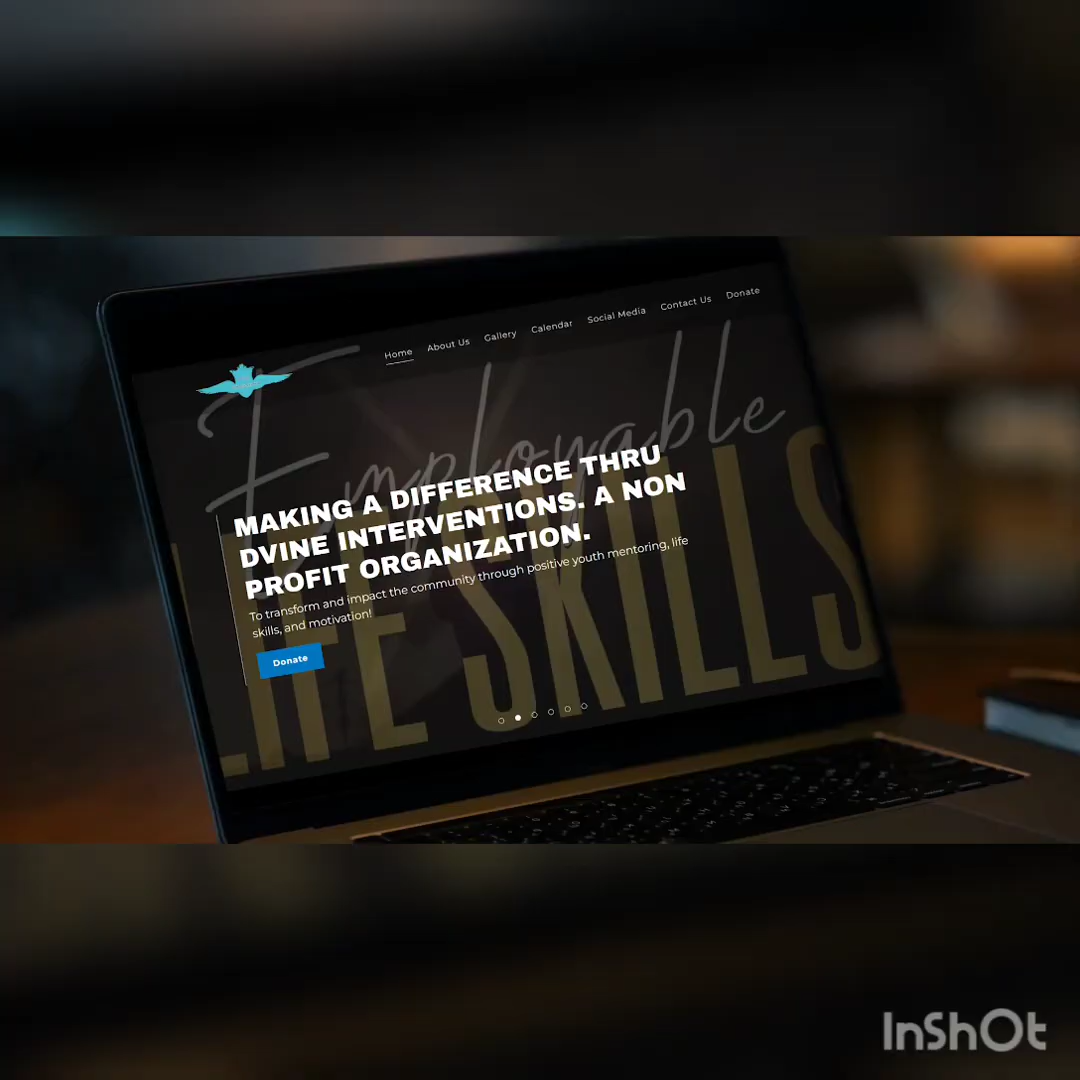 Home About Us Gallery Calendar Social Media Contact Us Donate
Employable
LIFE SKILLS
MAKING A DIFFERENCE THRU
DVINE INTERVENTIONS. A NON
PROFIT ORGANIZATION.
To transform and impact the community through positive youth mentoring, life
skills, and motivation!
Donate
InShOt